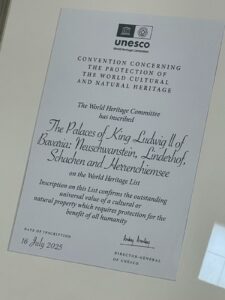 unesco
CONVENTION CONCERNING
THE PROTECTION OF
THE WORLD CULTURAL
AND NATURAL HERITAGE
The World Heritage Committee
has inscribed
The Palaces of King Ludwig II of
Bavaria: Neuschwanstein, Linderhof,
Schachen and Herrenchiemsee
on the World Heritage List
Inscription on this List confirms the outstanding
universal value of a cultural or
natural property which requires protection for the
benefit of all humanity
DATE OF INSCRIPTION
16 July 2025
DIRECTOR-GENERAL
OF UNESCO